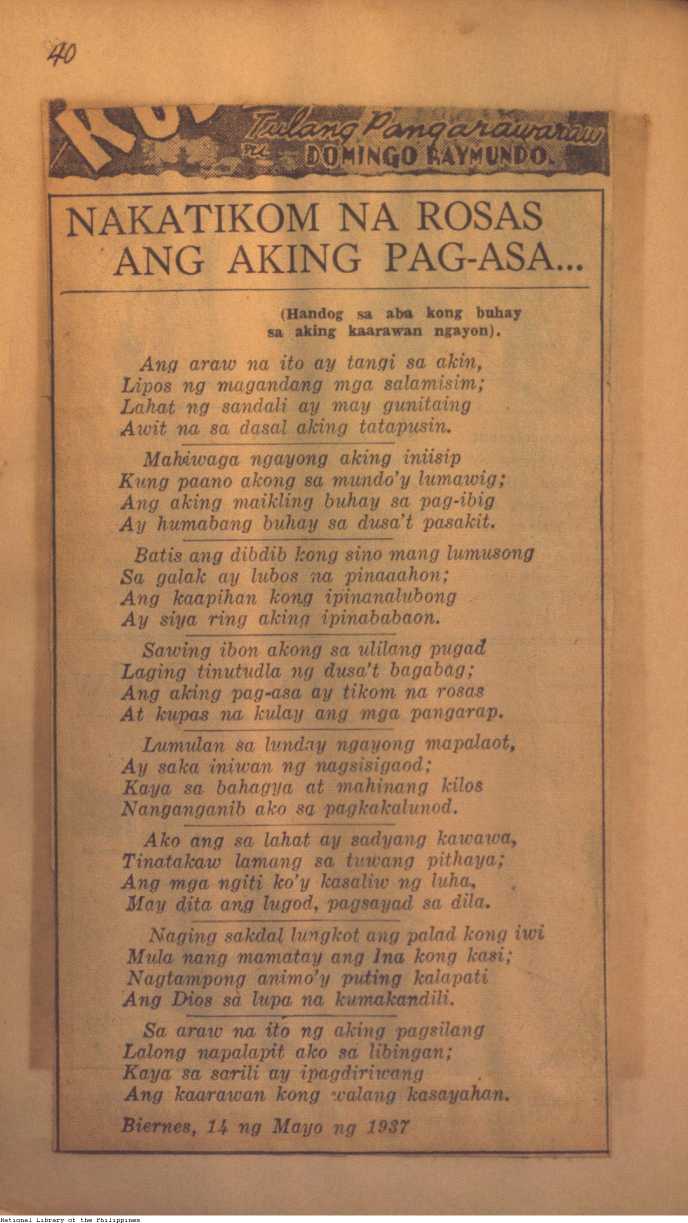 40
Tulang Pangarawaraw
ni DOMINGO RAYMUNDO.
NAKATIKOM NA ROSAS
ANG AKING PAG-ASA...
(Handog sa aba kong buhay
sa aking kaarawan ngayon).
Ang araw na ito ay tangi sa akin,
Lipos ng magandang mga salamisim;
Lahat ng sandali ay may gunitaing
Awit na sa dasal aking tatapusin.
Mahiwaga ngayong aking iniisip
Kung paano akong sa mundo'y lumawig;
Ang aking maikling buhay sa pag-ibig
Ay humabang buhay sa dusa't pasakit.
Batis ang dibdib kong sino mang lumusong
Sa galak ay lubos na pinaaahon;
Ang kaapihan kong ipinanalubong
Ay siya ring aking ipinababaon.
Sawing ibon akong sa ulilang pugad
Laging tinutudla ng dusa't bagabag;
Ang aking pag-asa ay tikom na rosas
At kupas na kulay ang mga pangarap.
Lumulan sa lunday ngayong mapalaot,
Ay saka iniwan ng nagsisigaod;
Kaya sa bahagya at mahinang kilos
Nanganganib ako sa pagkakalunod.
Ako ang sa lahat ay sadyang kawawa,
Tinatakaw lamang sa tuwang pithaya;
Ang mga ngiti ko'y kasaliw ng luha,
May dita ang lugod, pagsayad sa dila.
Naging sakdal lungkot ang palad kong iwi
Mula nang mamatay ang Ina kong kasi;
Nagtampong animo'y puting kalapati
Ang Dios sa lupa na kumakandili.
Sa araw na ito ng aking pagsilang
Lalong napalapit ako sa libingan;
Kaya sa sarili ay ipagdiriwang
Ang kaarawan kong walang kasayahan.
Biernes, 14 ng Mayo ng 1937
National Library of the Philippines